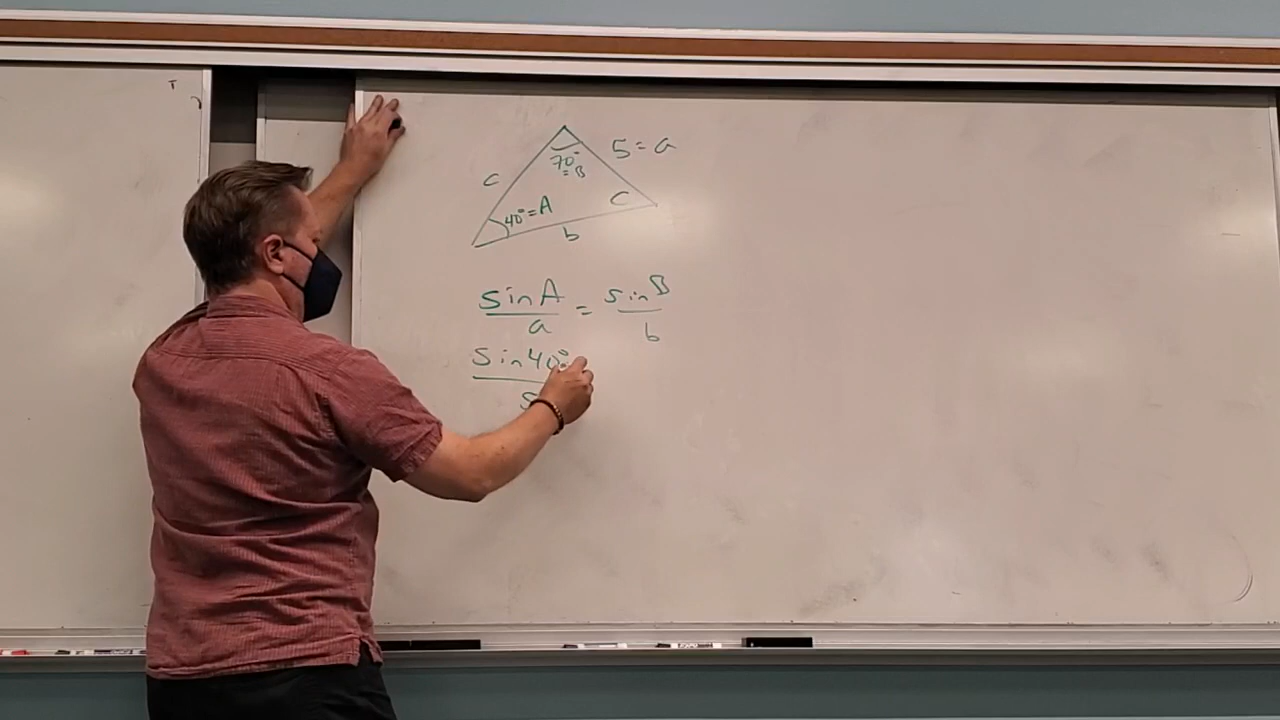 5 = a
70°
= B
c
40° = A
C
b
sin A = sin B
a b
sin 40°
5